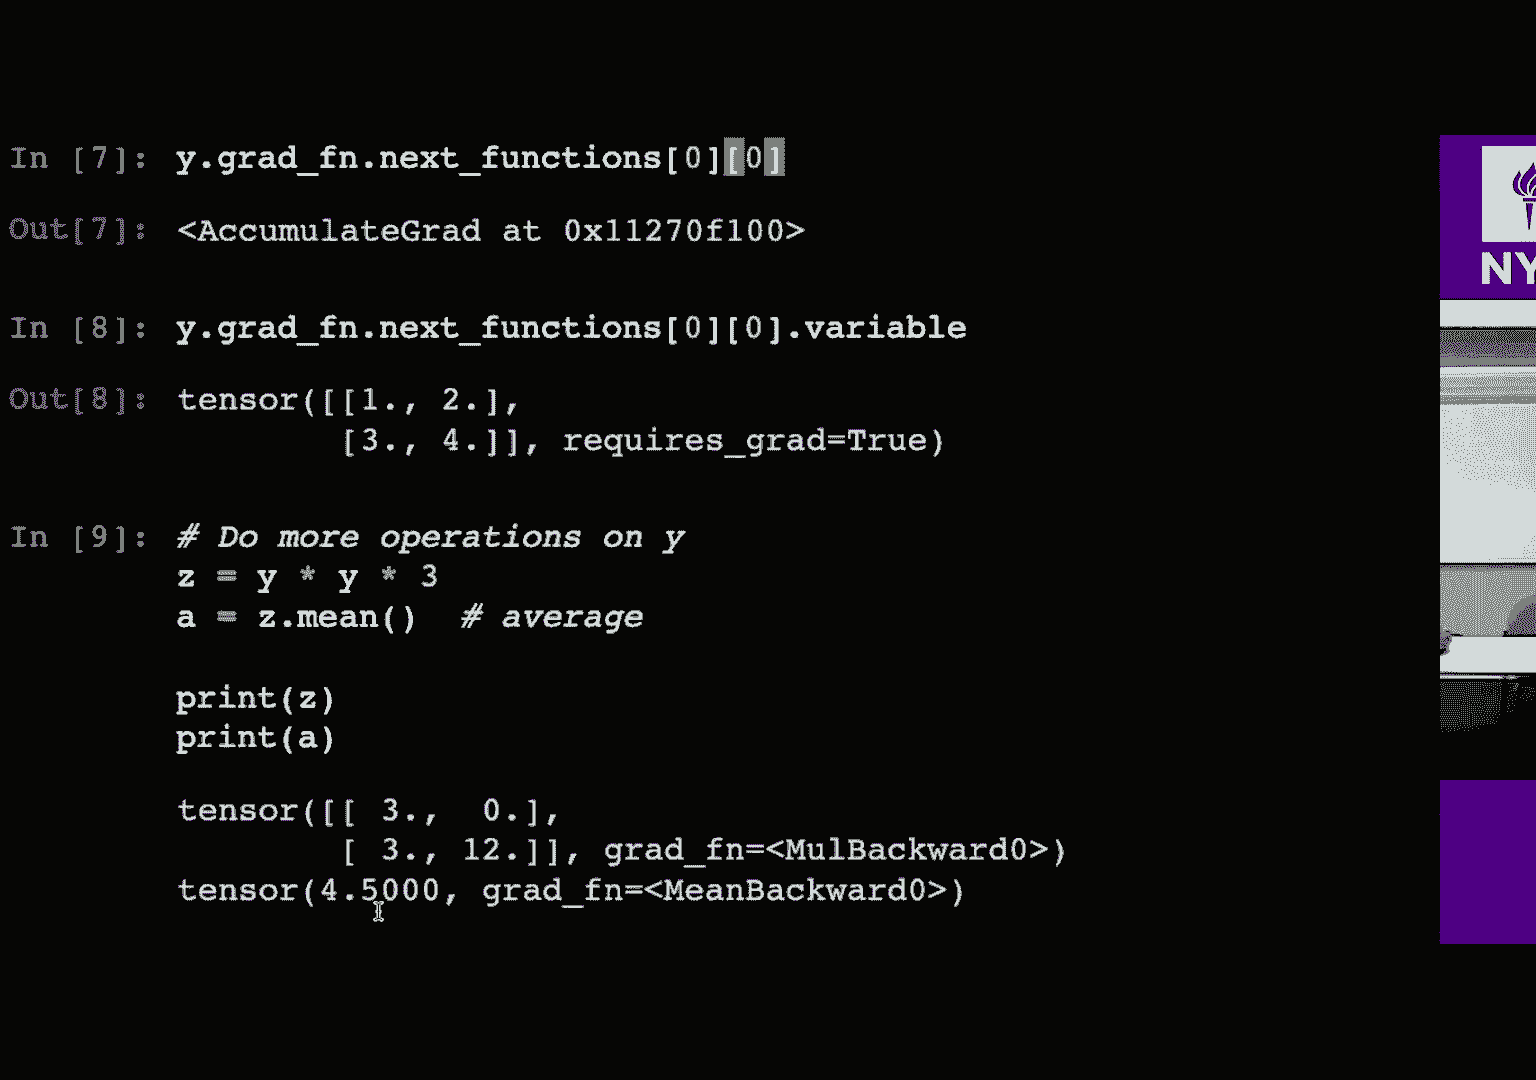 In [7]: y.grad_fn.next_functions[0][0]
Out[7]: <AccumulateGrad at 0x11270f100>
In [8]: y.grad_fn.next_functions[0][0].variable
Out[8]: tensor([[1., 2.],
[3., 4.]], requires_grad=True)
In [9]: # Do more operations on y
z = y * y * 3
a = z.mean()  # average
print(z)
print(a)
tensor([[ 3.,  0.],
[ 3., 12.]], grad_fn=<MulBackward0>)
tensor(4.5000, grad_fn=<MeanBackward0>)
NY